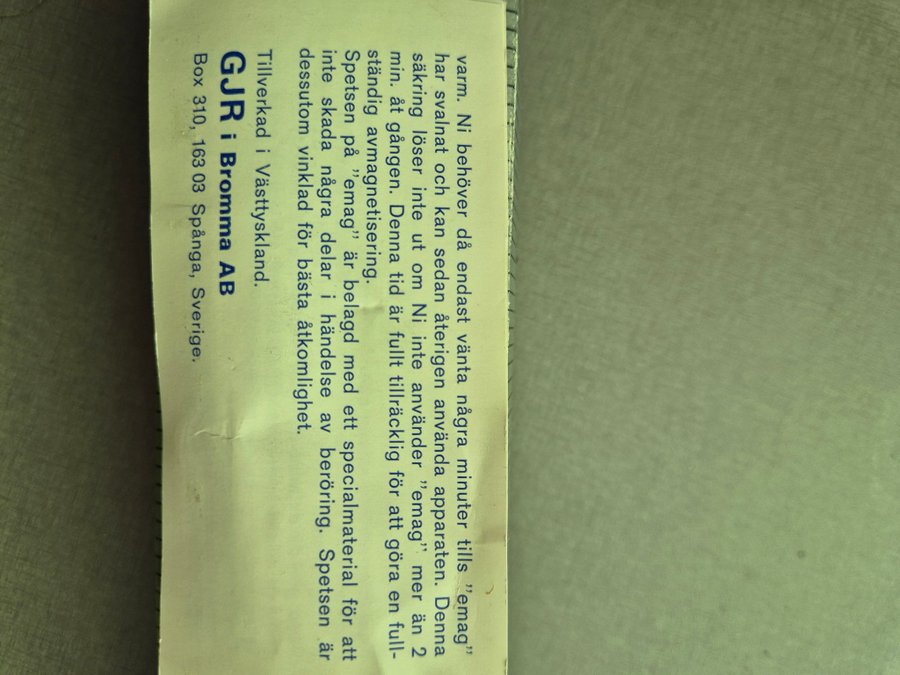 varm. Ni behöver då endast vänta några minuter tills ”emag”
har svalnat och kan sedan återigen använda apparaten. Denna
säkring löser inte ut om Ni inte använder ”emag” mer än 2
min. åt gången. Denna tid är fullt tillräcklig för att göra en full-
ständig avmagnetisering.
Spetsen på ”emag” är belagd med ett specialmaterial för att
inte skada några delar i händelse av beröring. Spetsen är
dessutom vinklad för bästa åtkomlighet.
Tillverkad i Västtyskland.
GJR i Bromma AB
Box 310, 163 03 Spånga, Sverige.